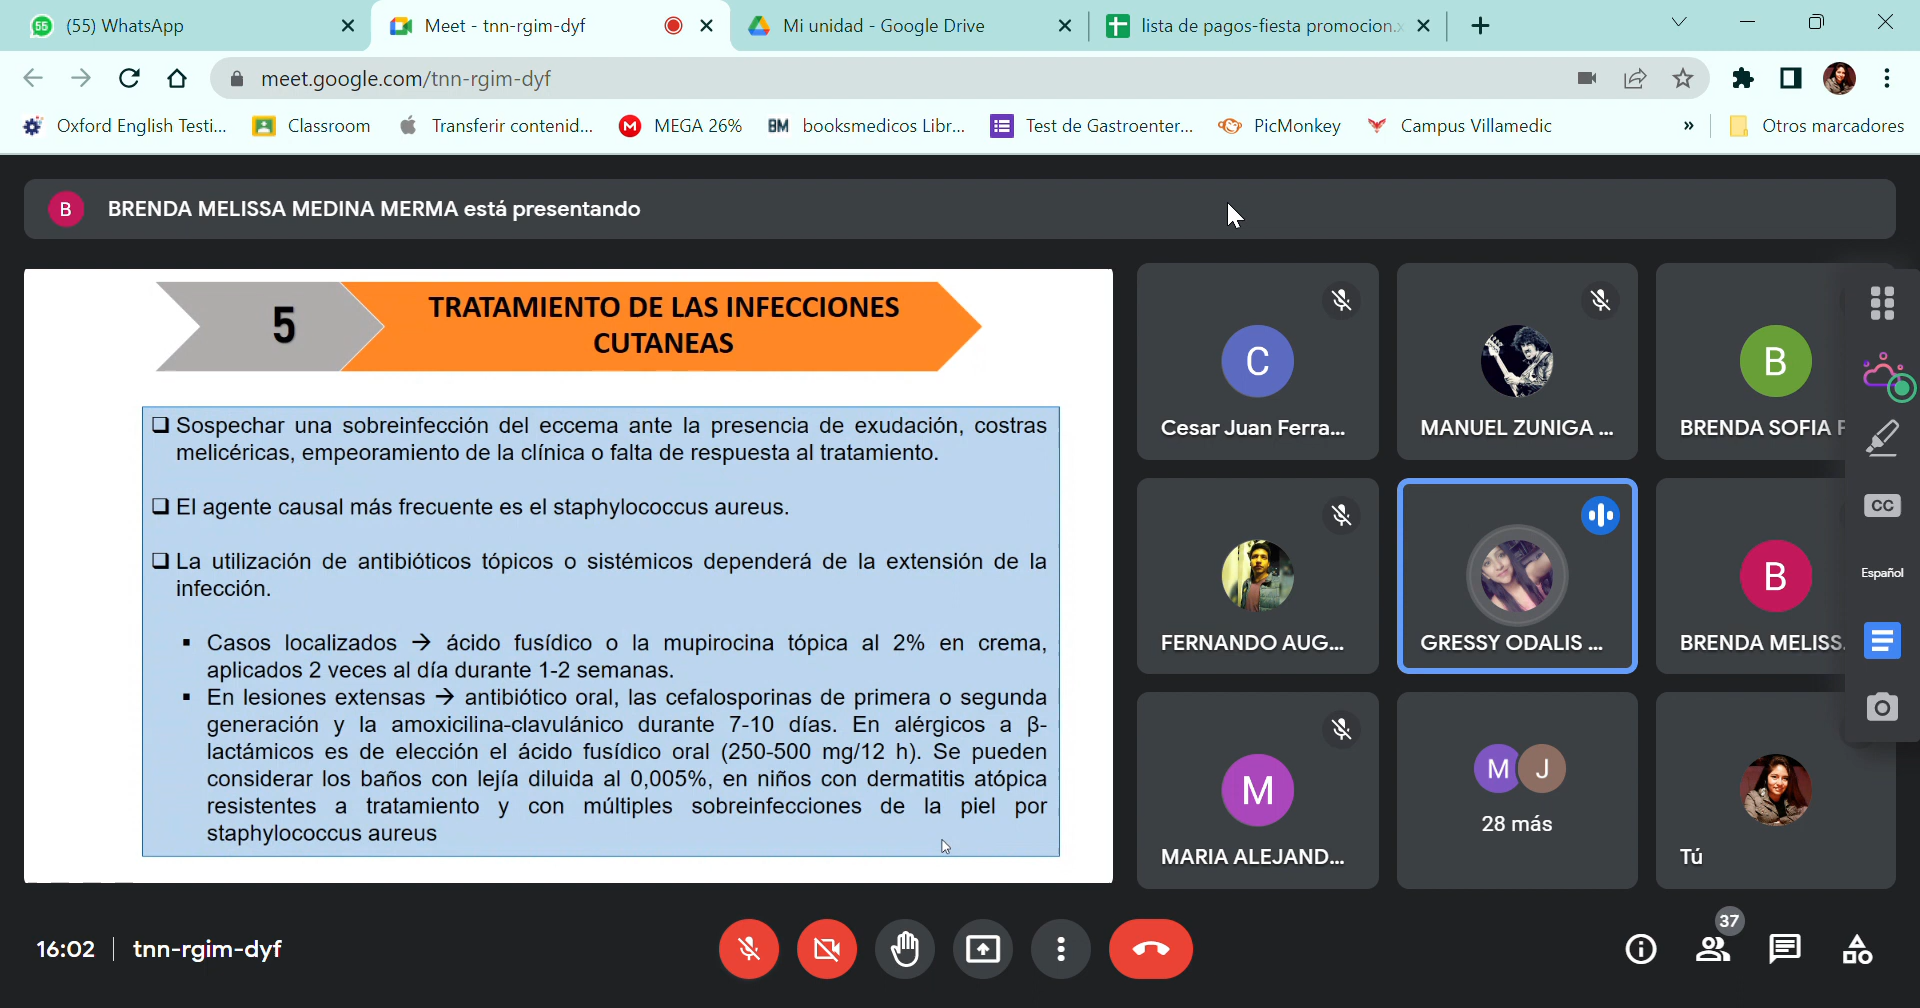 55 (55) WhatsApp
Meet - tnn-rgim-dyf
Mi unidad - Google Drive
lista de pagos-fiesta promocion.x
meet.google.com/tnn-rgim-dyf
Oxford English Testi...
Classroom
Transferir contenid...
M MEGA 26%
BM booksmedicos Libr...
Test de Gastroenter...
PicMonkey
Campus Villamedic
»
Otros marcadores
B BRENDA MELISSA MEDINA MERMA está presentando
5
TRATAMIENTO DE LAS INFECCIONES
CUTANEAS
❑ Sospechar una sobreinfección del eccema ante la presencia de exudación, costras
melicéricas, empeoramiento de la clínica o falta de respuesta al tratamiento.
❑ El agente causal más frecuente es el staphylococcus aureus.
❑ La utilización de antibióticos tópicos o sistémicos dependerá de la extensión de la
infección.
▪ Casos localizados → ácido fusídico o la mupirocina tópica al 2% en crema,
aplicados 2 veces al día durante 1-2 semanas.
▪ En lesiones extensas → antibiótico oral, las cefalosporinas de primera o segunda
generación y la amoxicilina-clavulánico durante 7-10 días. En alérgicos a β-
lactámicos es de elección el ácido fusídico oral (250-500 mg/12 h). Se pueden
considerar los baños con lejía diluida al 0,005%, en niños con dermatitis atópica
resistentes a tratamiento y con múltiples sobreinfecciones de la piel por
staphylococcus aureus
C
Cesar Juan Ferra...
MANUEL ZUNIGA ...
B
BRENDA SOFIA F
FERNANDO AUG...
GRESSY ODALIS ...
B
BRENDA MELISS.
M
MARIA ALEJAND...
M J
28 más
Tú
CC
Español
16:02 | tnn-rgim-dyf
37